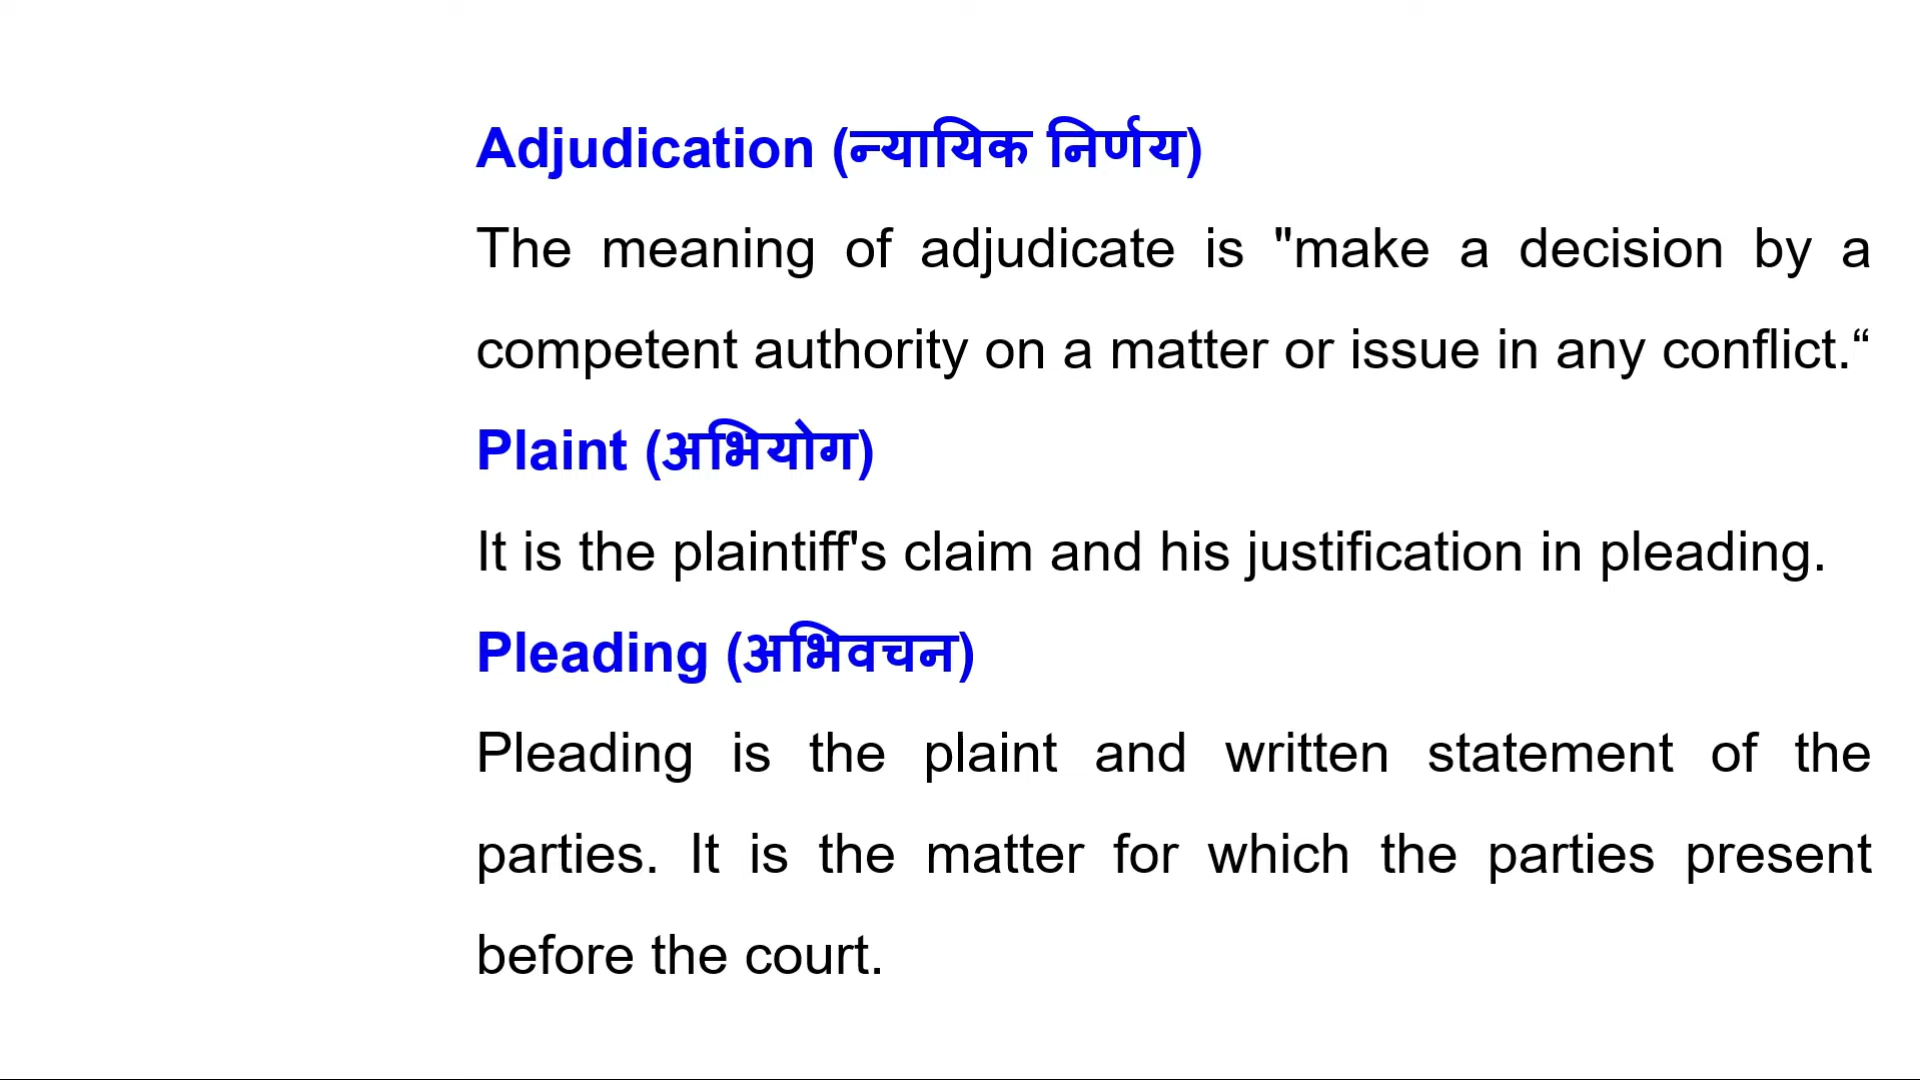 Adjudication (न्यायिक निर्णय)
The meaning of adjudicate is "make a decision by a
competent authority on a matter or issue in any conflict.“
Plaint (अभियोग)
It is the plaintiff's claim and his justification in pleading.
Pleading (अभिवचन)
Pleading is the plaint and written statement of the
parties. It is the matter for which the parties present
before the court.